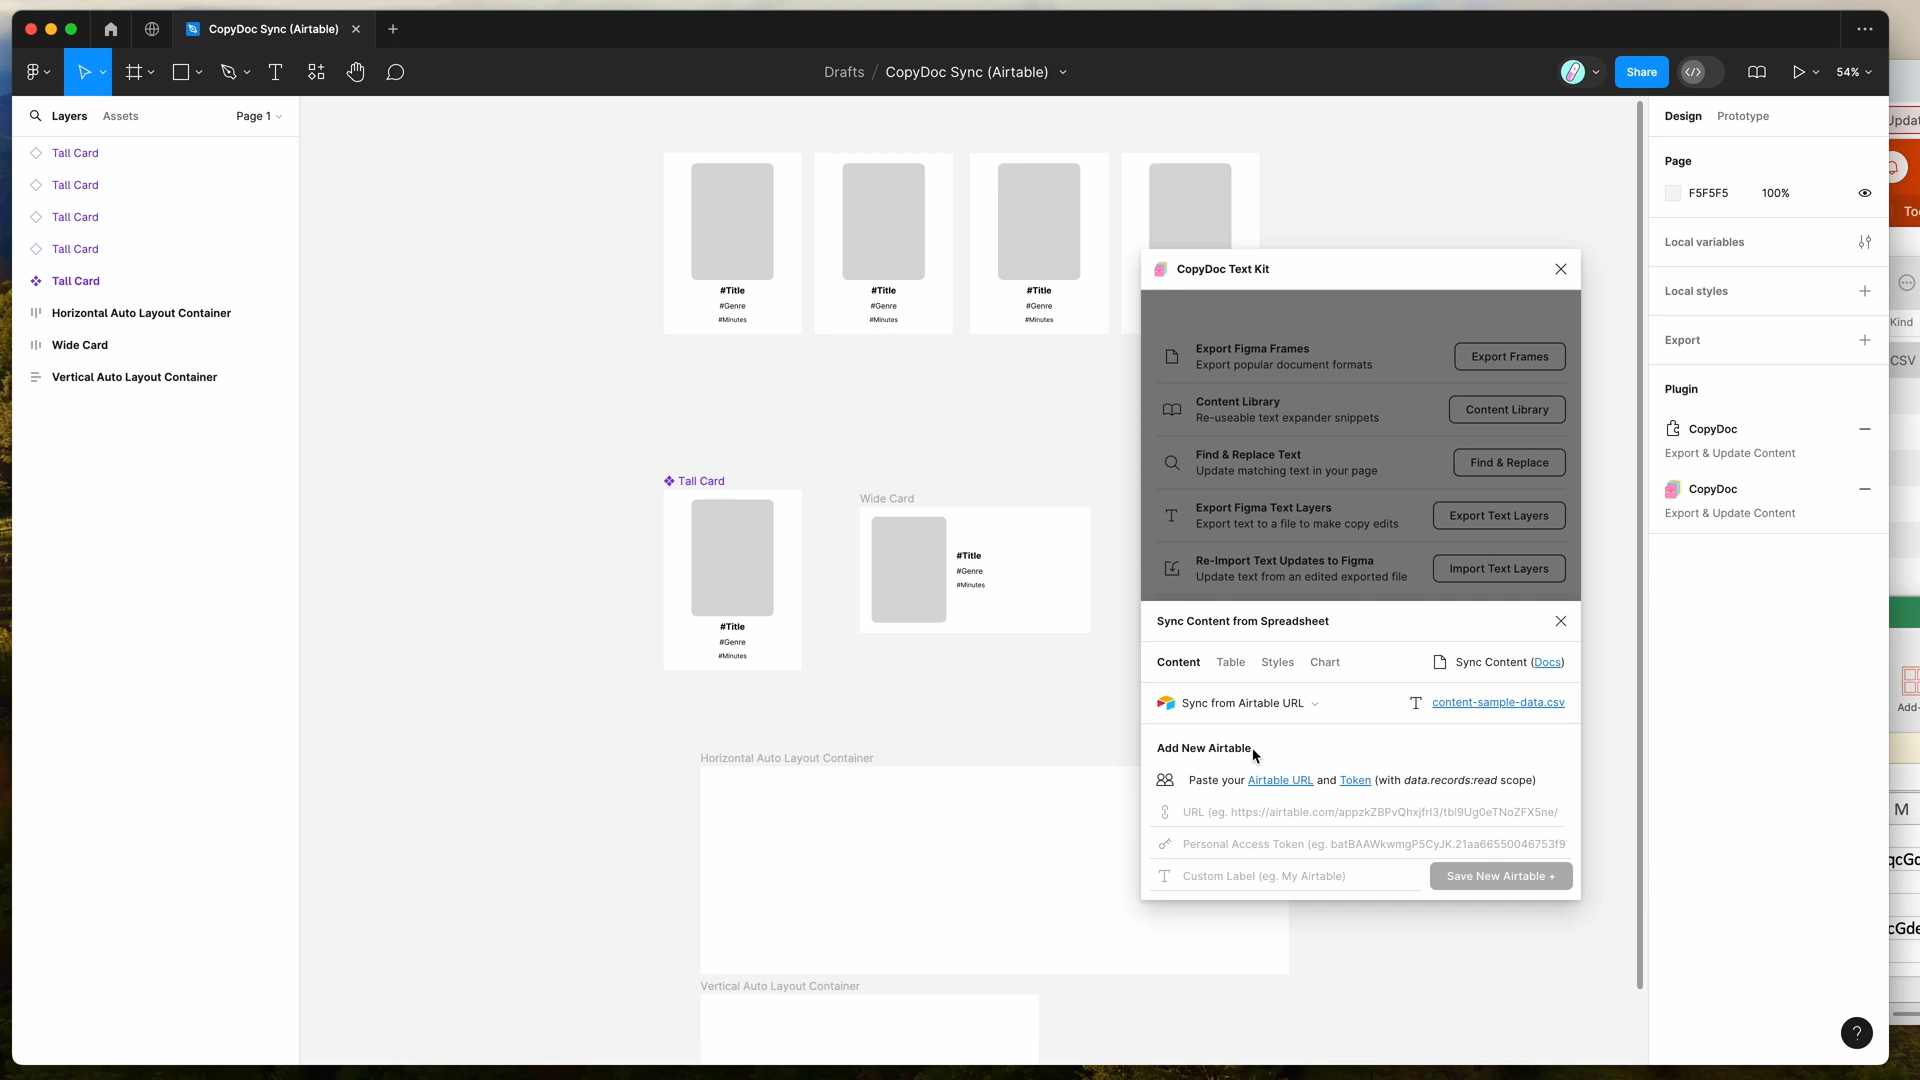 CopyDoc Sync (Airtable)
Drafts / CopyDoc Sync (Airtable)
Share
54%
Layers
Assets
Page 1
Tall Card
Tall Card
Tall Card
Tall Card
Tall Card
Horizontal Auto Layout Container
Wide Card
Vertical Auto Layout Container
#Title
#Genre
#Minutes
#Title
#Genre
#Minutes
#Title
#Genre
#Minutes
Tall Card
#Title
#Genre
#Minutes
Wide Card
#Title
#Genre
#Minutes
Horizontal Auto Layout Container
Vertical Auto Layout Container
CopyDoc Text Kit
Export Figma Frames
Export popular document formats
Export Frames
Content Library
Re-useable text expander snippets
Content Library
Find & Replace Text
Update matching text in your page
Find & Replace
Export Figma Text Layers
Export text to a file to make copy edits
Export Text Layers
Re-Import Text Updates to Figma
Update text from an edited exported file
Import Text Layers
Sync Content from Spreadsheet
Content
Table
Styles
Chart
Sync Content (Docs)
Sync from Airtable URL
content-sample-data.csv
Add New Airtable
Paste your Airtable URL and Token (with data.records:read scope)
URL (eg. https://airtable.com/appzkZBPvQhxjfrI3/tbl9Ug0eTNoZFX5ne/
Personal Access Token (eg. batBAAWkwmgP5CyJK.21aa66550046753f9
Custom Label (eg. My Airtable)
Save New Airtable +
Design
Prototype
Page
F5F5F5
100%
Local variables
Local styles
Export
Plugin
CopyDoc
Export & Update Content
CopyDoc
Export & Update Content
?
Kind
CSV
M